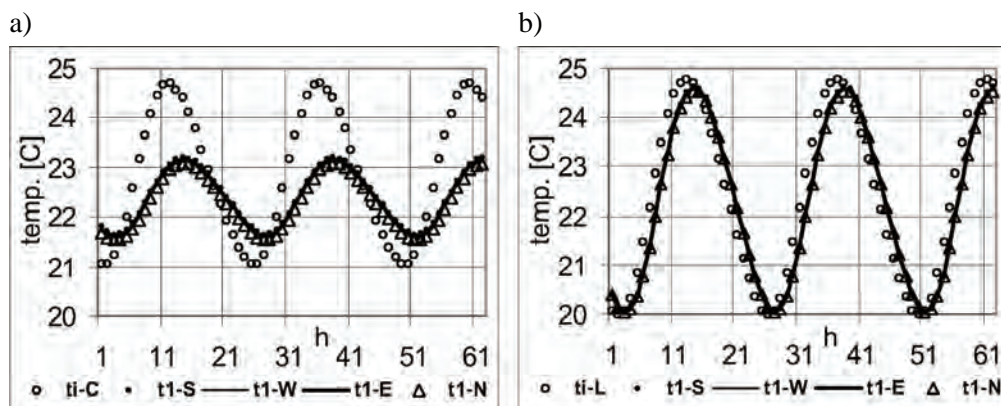 a)
25
24
23
22
21
20
temp. [C]
h
1 11 21 31 41 51 61
ti-C t1-S t1-W t1-E t1-N
b)
25
24
23
22
21
20
temp. [C]
h
1 11 21 31 41 51 61
ti-L t1-S t1-W t1-E t1-N